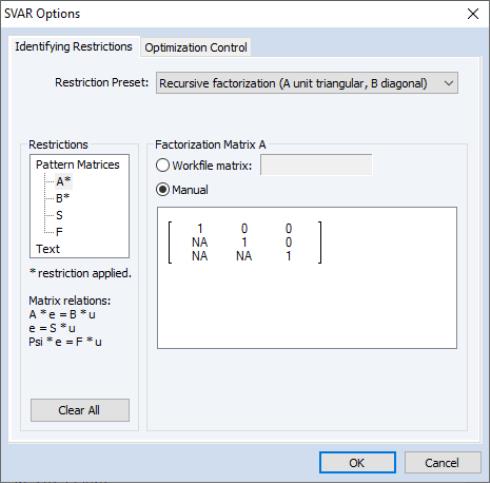 SVAR Options
Identifying Restrictions Optimization Control
Restriction Preset: Recursive factorization (A unit triangular, B diagonal)
Restrictions
Pattern Matrices
A*
B*
S
F
Text
* restriction applied.
Matrix relations:
A * e = B * u
e = S * u
Psi * e = F * u
Clear All
Factorization Matrix A
Workfile matrix:
Manual
1 0 0
NA 1 0
NA NA 1
OK Cancel